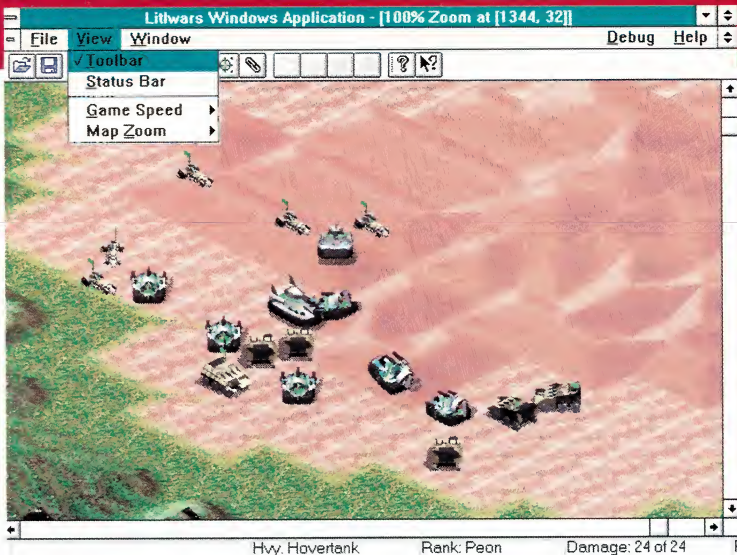 Litwars Windows Application - [100% Zoom at [1344, 32]]
File View Window Debug Help
✓Toolbar
Status Bar
Game Speed
Map Zoom
Hvy. Hovertank Rank: Peon Damage: 24 of 24